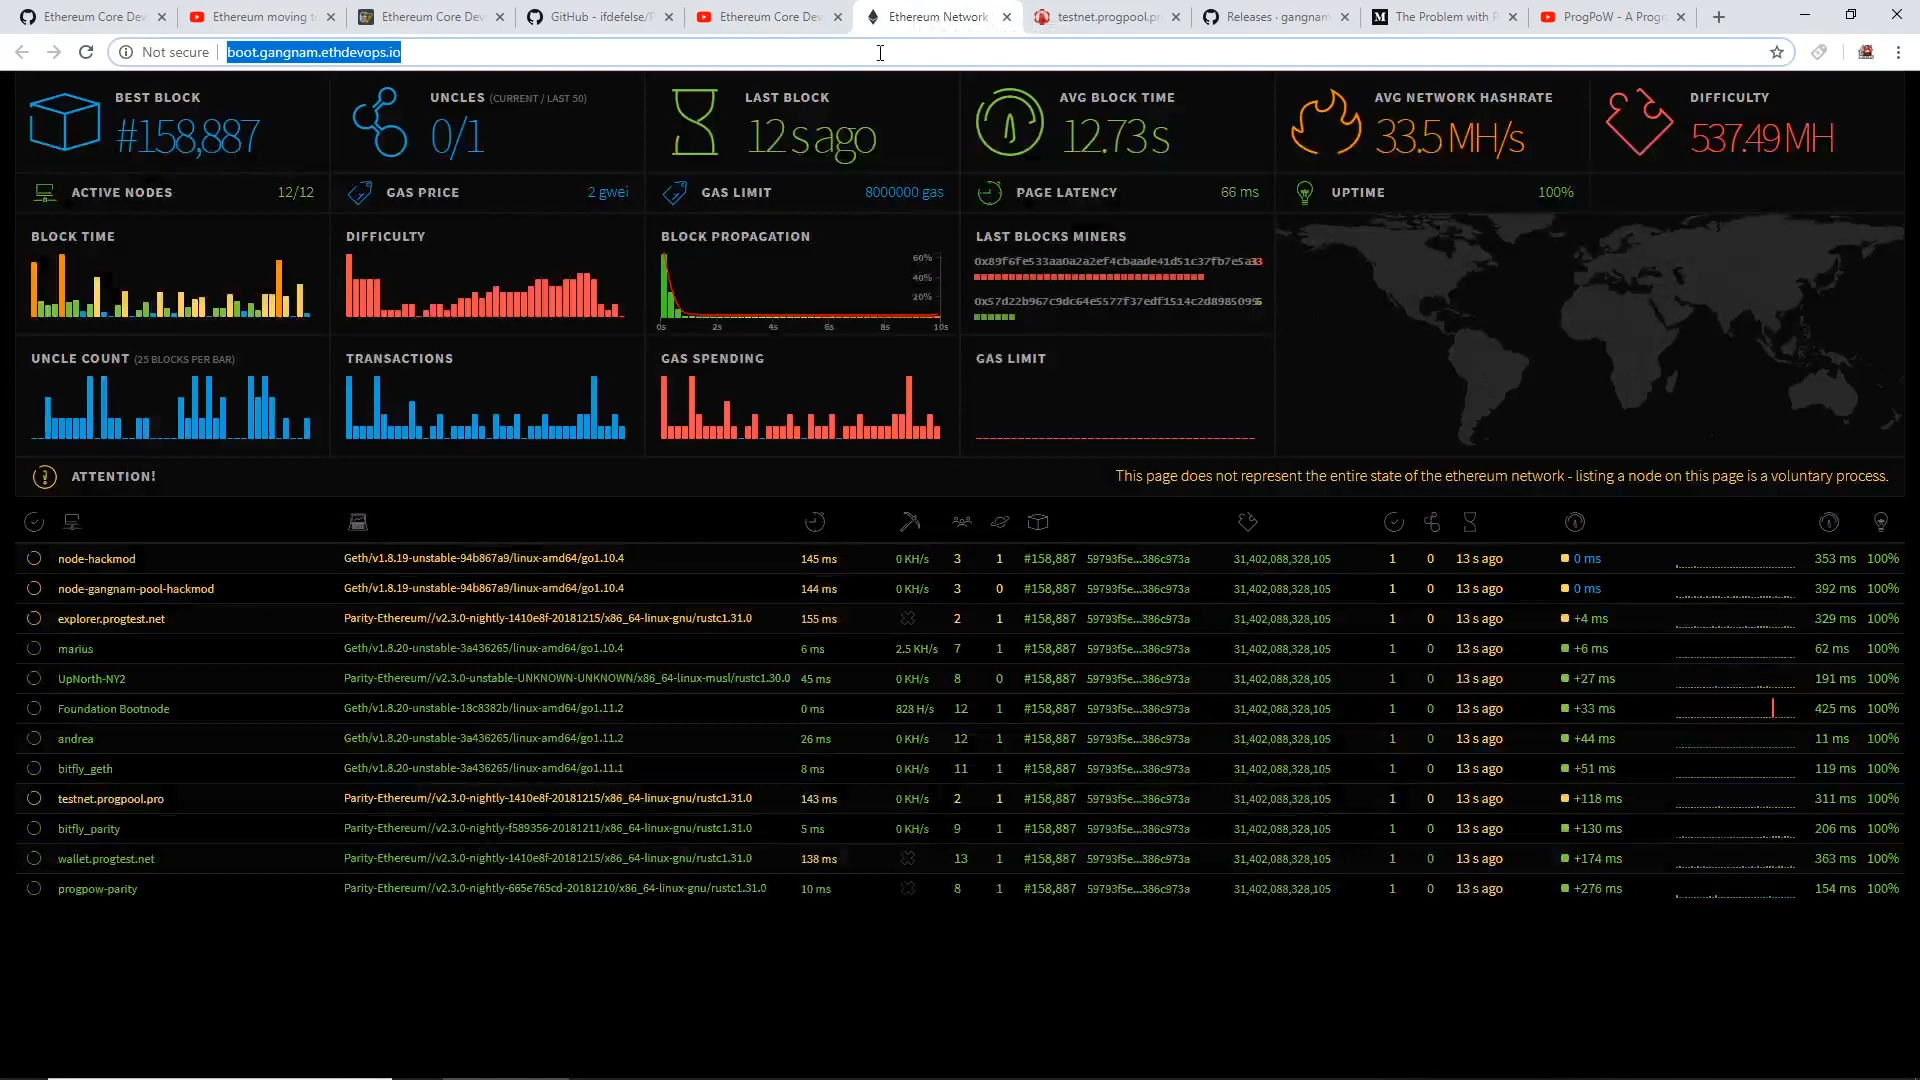 Ethereum Core Dev
Ethereum moving t
Ethereum Core Dev
GitHub - ifdefelse/P
Ethereum Core Dev
Ethereum Network
testnet.progpool.pr
Releases · gangnam
The Problem with P
ProgPoW - A Progr
Not secure
boot.gangnam.ethdevops.io
BEST BLOCK
#158,887
UNCLES (CURRENT / LAST 50)
0/1
LAST BLOCK
12 s ago
AVG BLOCK TIME
12.73 s
AVG NETWORK HASHRATE
33.5 MH/s
DIFFICULTY
537.49 MH
ACTIVE NODES 12/12
GAS PRICE 2 gwei
GAS LIMIT 8000000 gas
PAGE LATENCY 66 ms
UPTIME 100%
BLOCK TIME
DIFFICULTY
BLOCK PROPAGATION
60%
40%
20%
0s 2s 4s 6s 8s 10s
LAST BLOCKS MINERS
33
UNCLE COUNT (25 BLOCKS PER BAR)
TRANSACTIONS
GAS SPENDING
GAS LIMIT
ATTENTION!
This page does not represent the entire state of the ethereum network - listing a node on this page is a voluntary process.
node-hackmod Geth/v1.8.19-unstable-94b867a9/linux-amd64/go1.10.4 145 ms 0 KH/s 3 1 #158,887 59793f5e...386c973a 31,402,088,328,105 1 0 13 s ago 0 ms 353 ms 100%
node-gangnam-pool-hackmod Geth/v1.8.19-unstable-94b867a9/linux-amd64/go1.10.4 144 ms 0 KH/s 3 0 #158,887 59793f5e...386c973a 31,402,088,328,105 1 0 13 s ago 0 ms 392 ms 100%
explorer.progtest.net Parity-Ethereum//v2.3.0-nightly-1410e8f-20181215/x86_64-linux-gnu/rustc1.31.0 155 ms 2 1 #158,887 59793f5e...386c973a 31,402,088,328,105 1 0 13 s ago +4 ms 329 ms 100%
marius Geth/v1.8.20-unstable-3a436265/linux-amd64/go1.10.4 6 ms 2.5 KH/s 7 1 #158,887 59793f5e...386c973a 31,402,088,328,105 1 0 13 s ago +6 ms 62 ms 100%
UpNorth-NY2 Parity-Ethereum//v2.3.0-unstable-UNKNOWN-UNKNOWN/x86_64-linux-musl/rustc1.30.0 45 ms 0 KH/s 8 0 #158,887 59793f5e...386c973a 31,402,088,328,105 1 0 13 s ago +27 ms 191 ms 100%
Foundation Bootnode Geth/v1.8.20-unstable-18c8382b/linux-amd64/go1.11.2 0 ms 828 H/s 12 1 #158,887 59793f5e...386c973a 31,402,088,328,105 1 0 13 s ago +33 ms 425 ms 100%
andrea Geth/v1.8.20-unstable-3a436265/linux-amd64/go1.11.2 26 ms 0 KH/s 12 1 #158,887 59793f5e...386c973a 31,402,088,328,105 1 0 13 s ago +44 ms 11 ms 100%
bitfly_geth Geth/v1.8.20-unstable-3a436265/linux-amd64/go1.11.1 8 ms 0 KH/s 11 1 #158,887 59793f5e...386c973a 31,402,088,328,105 1 0 13 s ago +51 ms 119 ms 100%
testnet.progpool.pro Parity-Ethereum//v2.3.0-nightly-1410e8f-20181215/x86_64-linux-gnu/rustc1.31.0 143 ms 0 KH/s 2 1 #158,887 59793f5e...386c973a 31,402,088,328,105 1 0 13 s ago +118 ms 311 ms 100%
bitfly_parity Parity-Ethereum//v2.3.0-nightly-f589356-20181211/x86_64-linux-gnu/rustc1.31.0 5 ms 0 KH/s 9 1 #158,887 59793f5e...386c973a 31,402,088,328,105 1 0 13 s ago +130 ms 206 ms 100%
wallet.progtest.net Parity-Ethereum//v2.3.0-nightly-1410e8f-20181215/x86_64-linux-gnu/rustc1.31.0 138 ms 13 1 #158,887 59793f5e...386c973a 31,402,088,328,105 1 0 13 s ago +174 ms 363 ms 100%
progpow-parity Parity-Ethereum//v2.3.0-nightly-665e765cd-20181210/x86_64-linux-gnu/rustc1.31.0 10 ms 8 1 #158,887 59793f5e...386c973a 31,402,088,328,105 1 0 13 s ago +276 ms 154 ms 100%